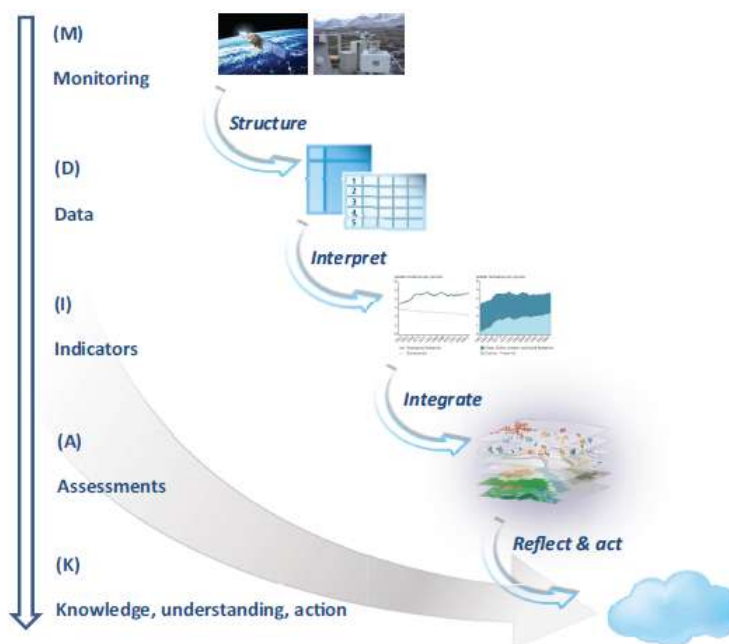 (M)
Monitoring
Structure
(D)
Data
1
2
3
4
5
Interpret
(I)
Indicators
Integrate
(A)
Assessments
Reflect & act
(K)
Knowledge, understanding, action